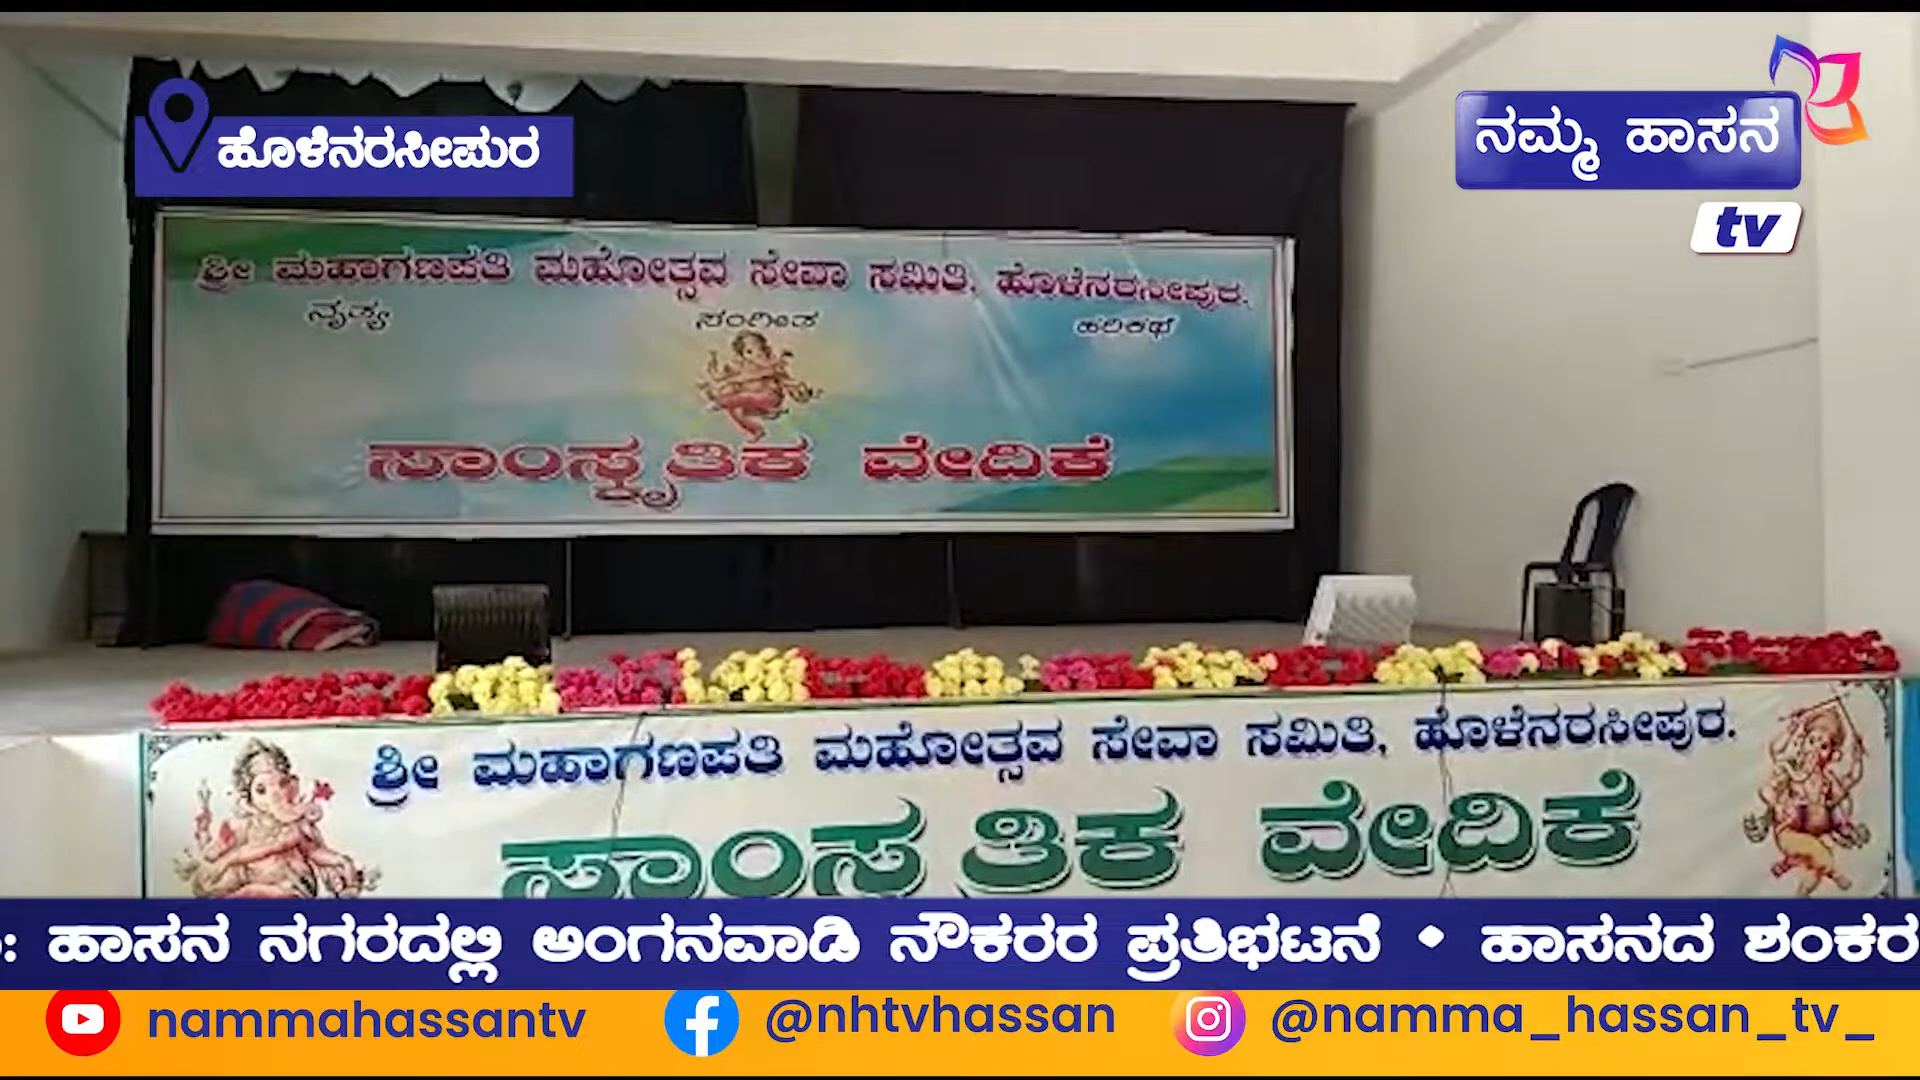 ಹೊಳೆನರಸೀಪುರ
ನಮ್ಮ ಹಾಸನ
tv
ಶ್ರೀ ಮಹಾಗಣಪತಿ ಮಹೋತ್ಸವ ಸೇವಾ ಸಮಿತಿ, ಹೊಳೆನರಸೀಪುರ.
ನೃತ್ಯ ಸಂಗೀತ ಹರಿಕಥೆ
ಸಾಂಸ್ಕೃತಿಕ ವೇದಿಕೆ
ಶ್ರೀ ಮಹಾಗಣಪತಿ ಮಹೋತ್ಸವ ಸೇವಾ ಸಮಿತಿ, ಹೊಳೆನರಸೀಪುರ.
ಸಾಂಸ್ಕೃತಿಕ ವೇದಿಕೆ
ಹಾಸನ ನಗರದಲ್ಲಿ ಅಂಗನವಾಡಿ ನೌಕರರ ಪ್ರತಿಭಟನೆ • ಹಾಸನದ ಶಂಕರ
nammahassantv @nhtvhassan @namma_hassan_tv_